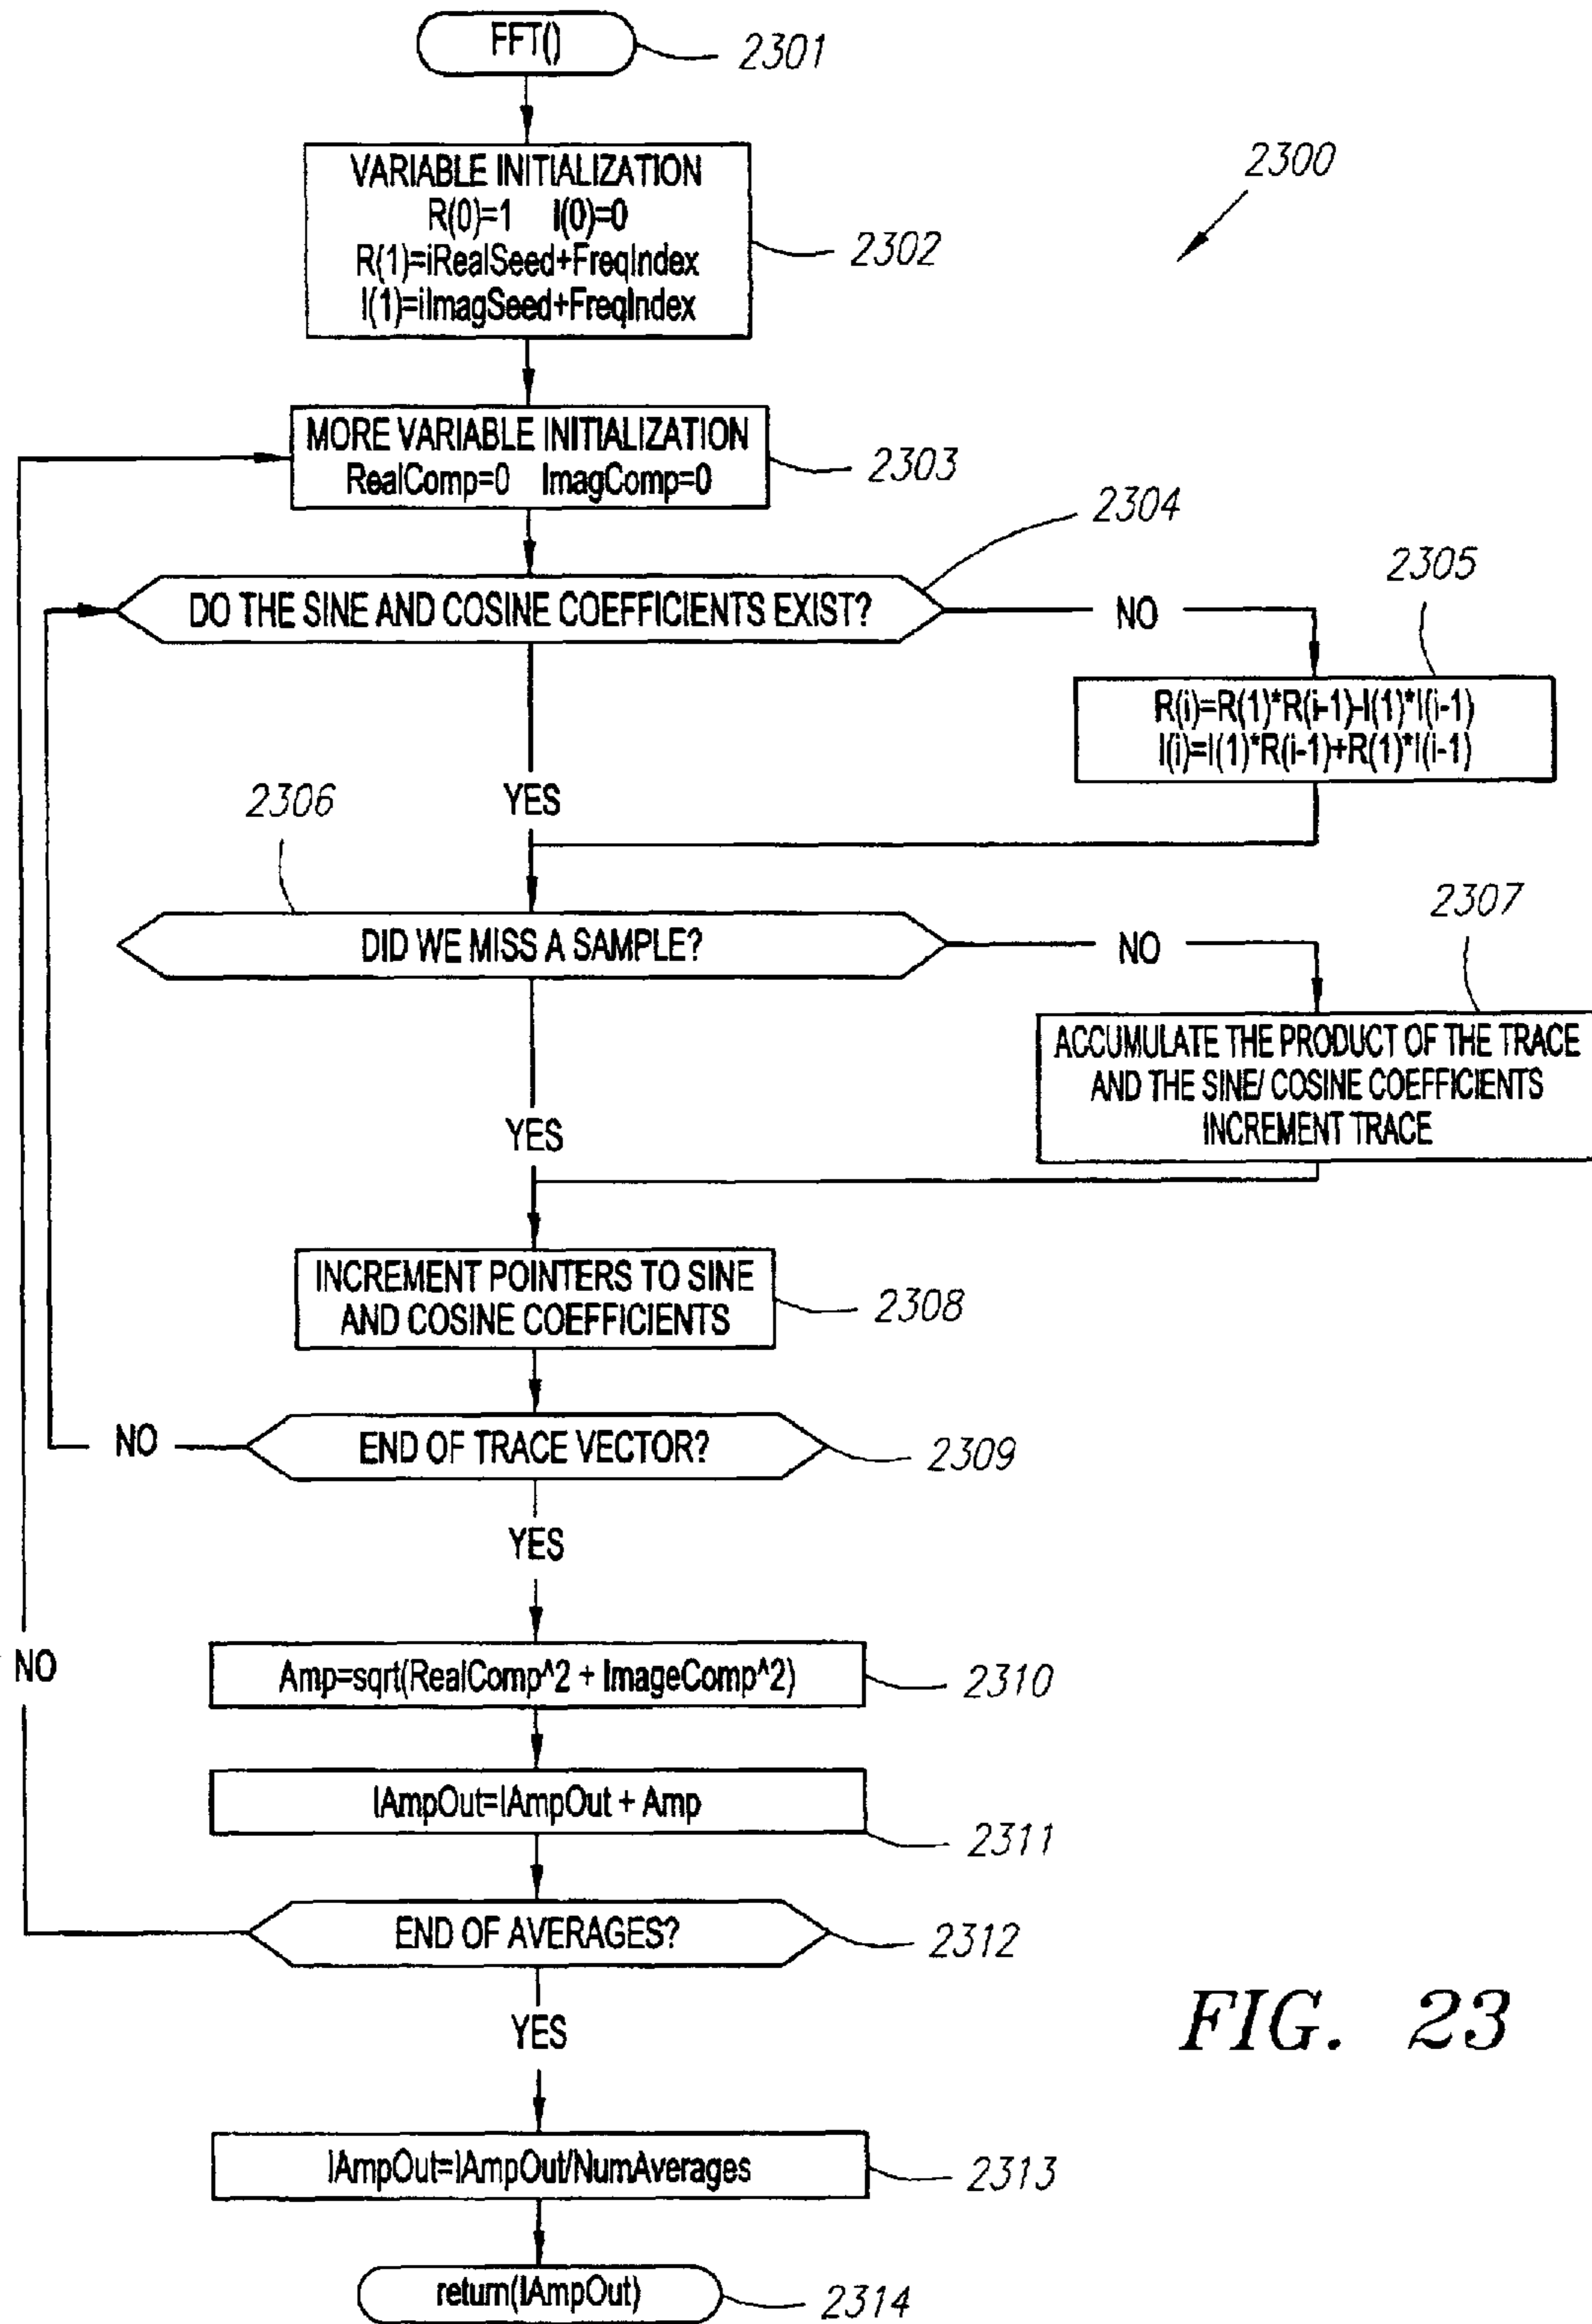 FFT()
2301
2300
VARIABLE INITIALIZATION
R(0)=1 I(0)=0
R(1)=iRealSeed+FreqIndex
I(1)=iImagSeed+FreqIndex
2302
MORE VARIABLE INITIALIZATION
RealComp=0 ImagComp=0
2303
2304
DO THE SINE AND COSINE COEFFICIENTS EXIST?
NO
2305
R(i)=R(1)*R(i-1)-I(1)*I(i-1)
I(i)=I(1)*R(i-1)+R(1)*I(i-1)
YES
2306
DID WE MISS A SAMPLE?
NO
2307
ACCUMULATE THE PRODUCT OF THE TRACE
AND THE SINE/ COSINE COEFFICIENTS
INCREMENT TRACE
YES
INCREMENT POINTERS TO SINE
AND COSINE COEFFICIENTS
2308
NO
END OF TRACE VECTOR?
2309
YES
NO
Amp=sqrt(RealComp^2 + ImageComp^2)
2310
lAmpOut=lAmpOut + Amp
2311
END OF AVERAGES?
2312
YES
FIG. 23
lAmpOut=lAmpOut/NumAverages
2313
return(lAmpOut)
2314